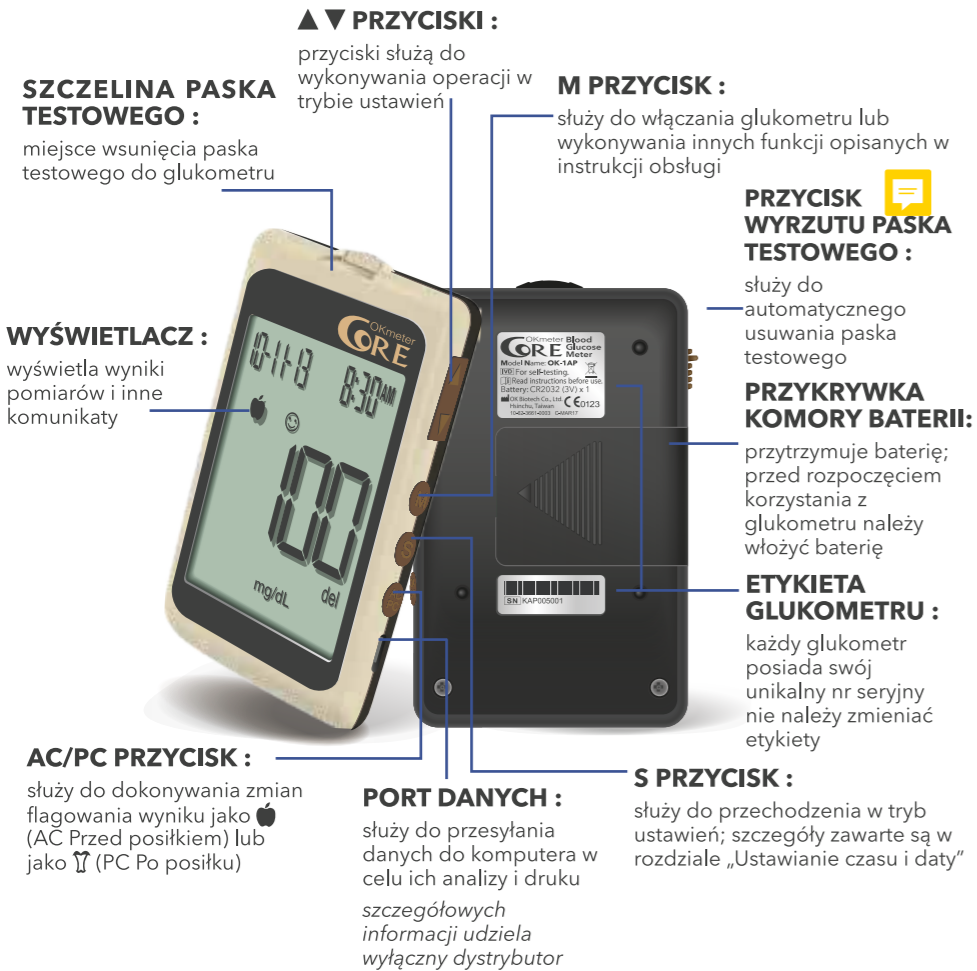 ▲▼ PRZYCISKI :
przyciski służą do
wykonywania operacji w
trybie ustawień
SZCZELINA PASKA
TESTOWEGO :
miejsce wsunięcia paska
testowego do glukometru
M PRZYCISK :
służy do włączania glukometru lub
wykonywania innych funkcji opisanych w
instrukcji obsługi
PRZYCISK
WYRZUTU PASKA
TESTOWEGO :
służy do
automatycznego
usuwania paska
testowego
WYŚWIETLACZ :
wyświetla wyniki
pomiarów i inne
komunikaty
OKmeter
CORE
10-11-13
8:30 AM
100
mg/dL
del
M
S
OKmeter
CORE
Blood
Glucose
Meter
Model Name: OK-1AP
IVD For self-testing.
Read instructions before use.
Battery: CR2032 (3V) x 1
OK Biotech Co., Ltd.
Hsinchu, Taiwan
CE0123
SN KAP005001
PRZYKRYWKA
KOMORY BATERII:
przytrzymuje baterię;
przed rozpoczęciem
korzystania z
glukometru należy
włożyć baterię
ETYKIETA
GLUKOMETRU :
każdy glukometr
posiada swój
unikalny nr seryjny
nie należy zmieniać
etykiety
AC/PC PRZYCISK :
służy do dokonywania zmian
flagowania wyniku jako
(AC Przed posiłkiem) lub
jako (PC Po posiłku)
PORT DANYCH :
służy do przesyłania
danych do komputera w
celu ich analizy i druku
szczegółowych
informacji udziela
wyłączny dystrybutor
S PRZYCISK :
służy do przechodzenia w tryb
ustawień; szczegóły zawarte są w
rozdziale „Ustawianie czasu i daty”